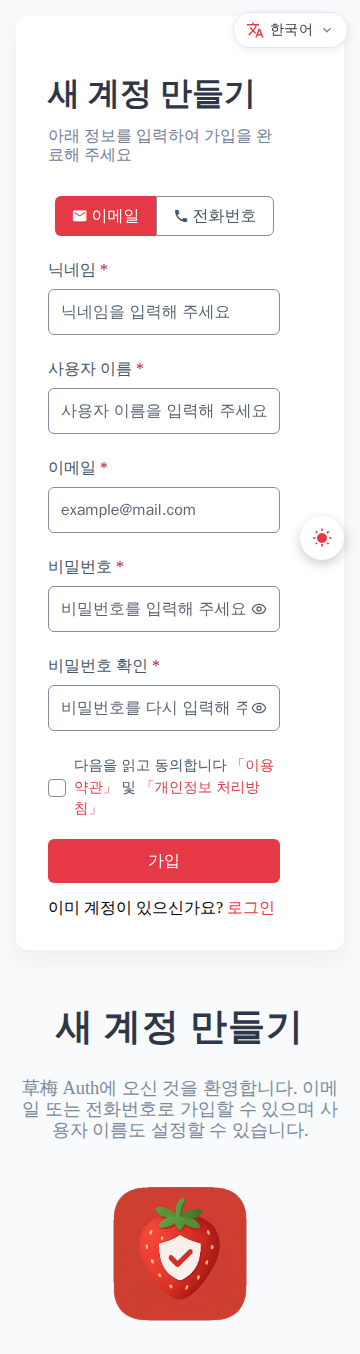 한국어
새 계정 만들기
아래 정보를 입력하여 가입을 완
료해 주세요
이메일
전화번호
닉네임 *
닉네임을 입력해 주세요
사용자 이름 *
사용자 이름을 입력해 주세요
이메일 *
example@mail.com
비밀번호 *
비밀번호를 입력해 주세요
비밀번호 확인 *
비밀번호를 다시 입력해 주
다음을 읽고 동의합니다 「이용
약관」 및 「개인정보 처리방
침」
가입
이미 계정이 있으신가요? 로그인
새 계정 만들기
草梅 Auth에 오신 것을 환영합니다. 이메
일 또는 전화번호로 가입할 수 있으며 사
용자 이름도 설정할 수 있습니다.